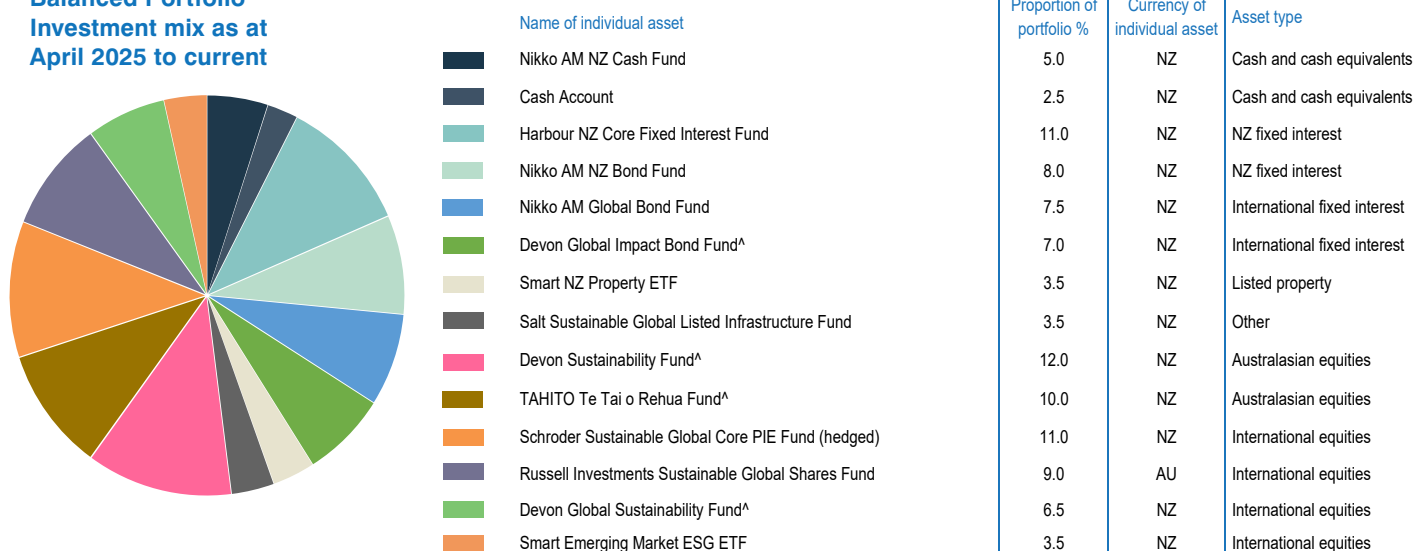 Balanced Portfolio
Investment mix as at
April 2025 to current
Name of individual asset
Proportion of
portfolio %
Currency of
individual asset
Asset type
Nikko AM NZ Cash Fund 5.0 NZ Cash and cash equivalents
Cash Account 2.5 NZ Cash and cash equivalents
Harbour NZ Core Fixed Interest Fund 11.0 NZ NZ fixed interest
Nikko AM NZ Bond Fund 8.0 NZ NZ fixed interest
Nikko AM Global Bond Fund 7.5 NZ International fixed interest
Devon Global Impact Bond Fund^ 7.0 NZ International fixed interest
Smart NZ Property ETF 3.5 NZ Listed property
Salt Sustainable Global Listed Infrastructure Fund 3.5 NZ Other
Devon Sustainability Fund^ 12.0 NZ Australasian equities
TAHITO Te Tai o Rehua Fund^ 10.0 NZ Australasian equities
Schroder Sustainable Global Core PIE Fund (hedged) 11.0 NZ International equities
Russell Investments Sustainable Global Shares Fund 9.0 AU International equities
Devon Global Sustainability Fund^ 6.5 NZ International equities
Smart Emerging Market ESG ETF 3.5 NZ International equities